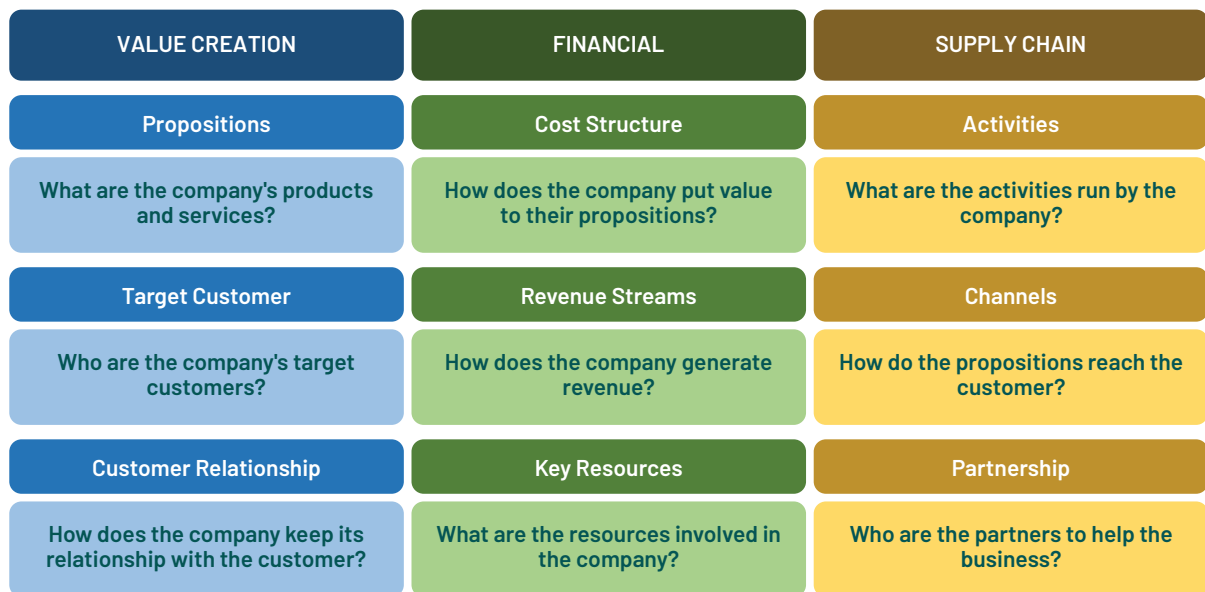 VALUE CREATION
FINANCIAL
SUPPLY CHAIN
Propositions
Cost Structure
Activities
What are the company's products
and services?
How does the company put value
to their propositions?
What are the activities run by the
company?
Target Customer
Revenue Streams
Channels
Who are the company's target
customers?
How does the company generate
revenue?
How do the propositions reach the
customer?
Customer Relationship
Key Resources
Partnership
How does the company keep its
relationship with the customer?
What are the resources involved in
the company?
Who are the partners to help the
business?